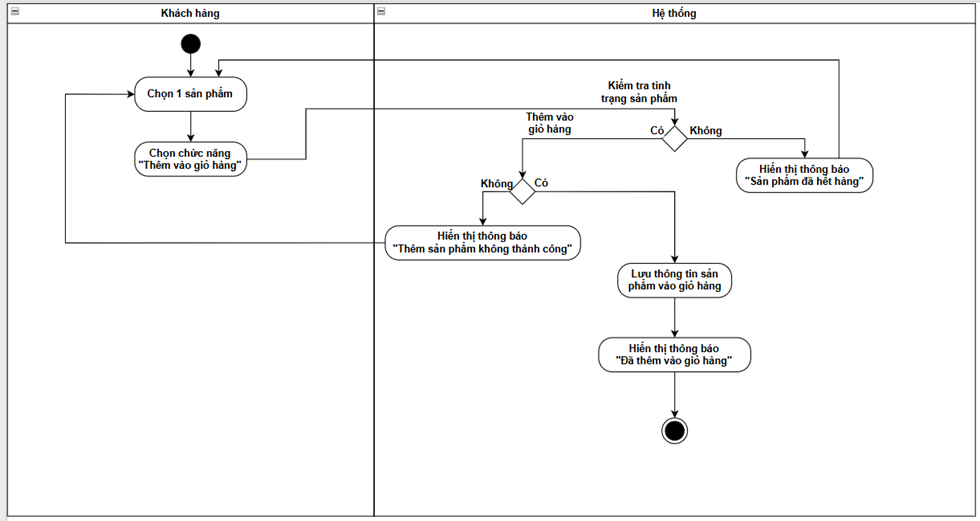 Khách hàng
Hệ thống
Chọn 1 sản phẩm
Chọn chức năng
"Thêm vào giỏ hàng"
Kiểm tra tình
trạng sản phẩm
Thêm vào
giỏ hàng
Có
Không
Hiển thị thông báo
"Sản phẩm đã hết hàng"
Không
Có
Hiển thị thông báo
"Thêm sản phẩm không thành công"
Lưu thông tin sản
phẩm vào giỏ hàng
Hiển thị thông báo
"Đã thêm vào giỏ hàng"